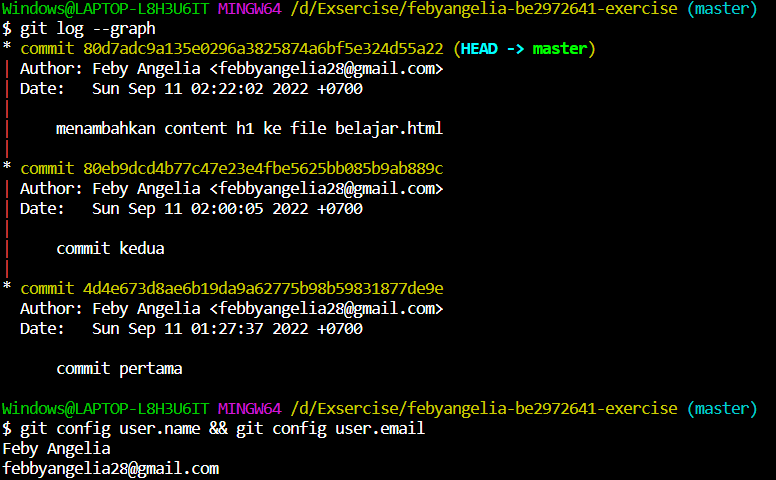 Windows@LAPTOP-L8H3U6IT MINGW64 /d/Exsercise/febyangelia-be2972641-exercise (master)
$ git log --graph
* commit 80d7adc9a135e0296a3825874a6bf5e324d55a22 (HEAD -> master)
| Author: Feby Angelia <febbyangelia28@gmail.com>
| Date:   Sun Sep 11 02:22:02 2022 +0700
|
|     menambahkan content h1 ke file belajar.html
|
* commit 80eb9dcd4b77c47e23e4fbe5625bb085b9ab889c
| Author: Feby Angelia <febbyangelia28@gmail.com>
| Date:   Sun Sep 11 02:00:05 2022 +0700
|
|     commit kedua
|
* commit 4d4e673d8ae6b19da9a62775b98b59831877de9e
  Author: Feby Angelia <febbyangelia28@gmail.com>
  Date:   Sun Sep 11 01:27:37 2022 +0700

      commit pertama

Windows@LAPTOP-L8H3U6IT MINGW64 /d/Exsercise/febyangelia-be2972641-exercise (master)
$ git config user.name && git config user.email
Feby Angelia
febbyangelia28@gmail.com